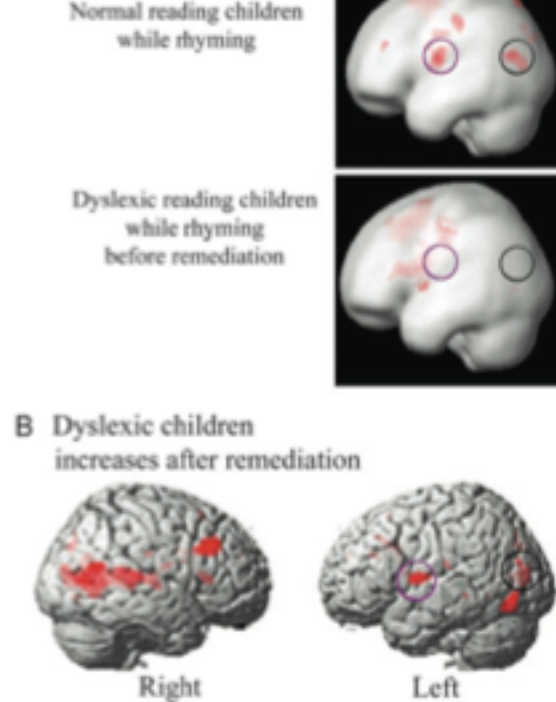 Normal reading children
while rhyming
Dyslexic reading children
while rhyming
before remediation
B Dyslexic children
increases after remediation
Right
Left